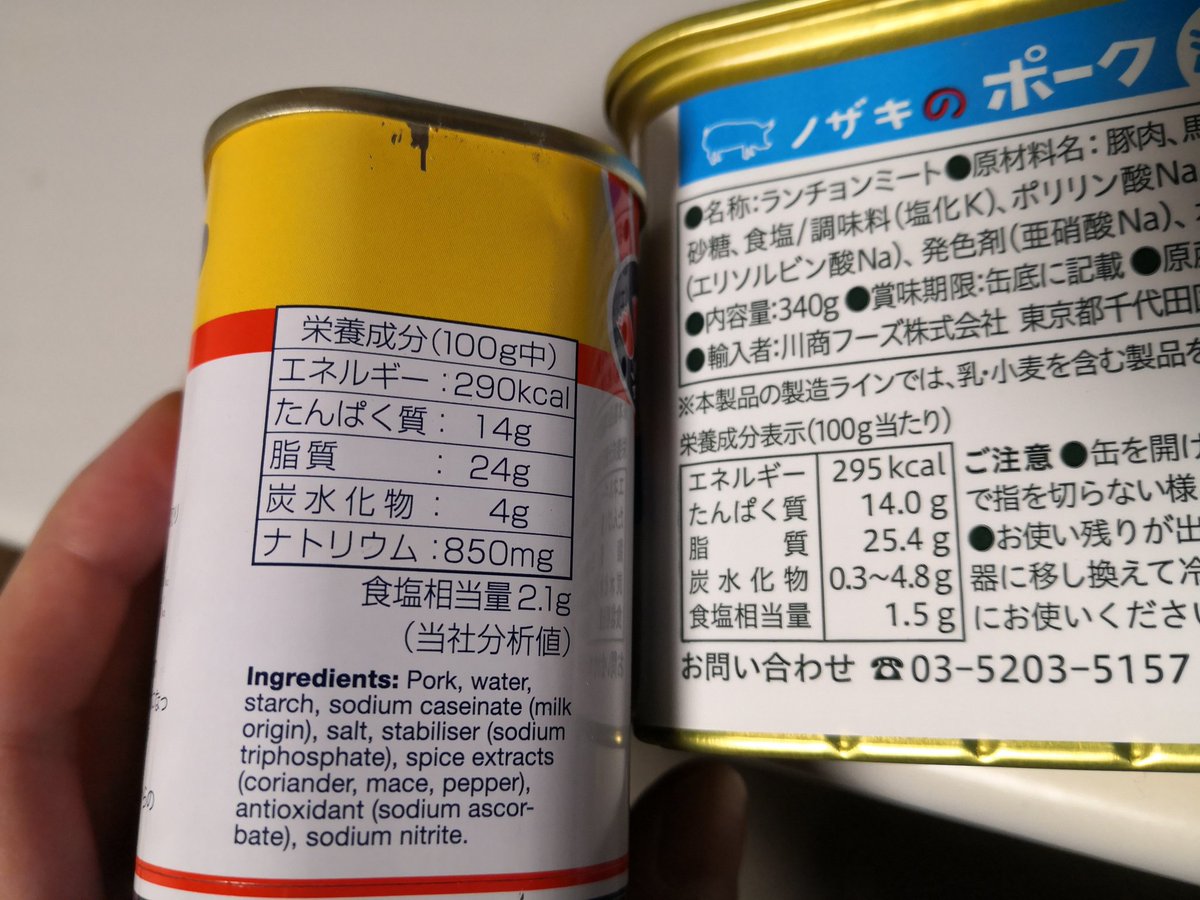 栄養成分(100g中)
エネルギー:290kcal
たんぱく質: 14g
脂質 : 24g
炭水化物 : 4g
ナトリウム:850mg
食塩相当量2.1g
(当社分析値)
Ingredients: Pork, water,
starch, sodium caseinate (milk
origin), salt, stabiliser (sodium
triphosphate), spice extracts
(coriander, mace, pepper),
antioxidant (sodium ascor-
bate), sodium nitrite.
ノザキのポーク
●名称:ランチョンミート●原材料名:豚肉、
砂糖、食塩/調味料(塩化K)、ポリリン酸Na
(エリソルビン酸Na)、発色剤(亜硝酸Na)、
●内容量:340g ●賞味期限:缶底に記載 ●原
●輸入者:川商フーズ株式会社 東京都千代田
※本製品の製造ラインでは、乳・小麦を含む製品を
栄養成分表示(100g当たり)
エネルギー 295kcal
たんぱく質 14.0g
脂質 25.4g
炭水化物 0.3~4.8g
食塩相当量 1.5g
ご注意 ●缶を開け
で指を切らない様
●お使い残りが出
器に移し換えて冷
にお使いくださ
お問い合わせ ☎03-5203-5157